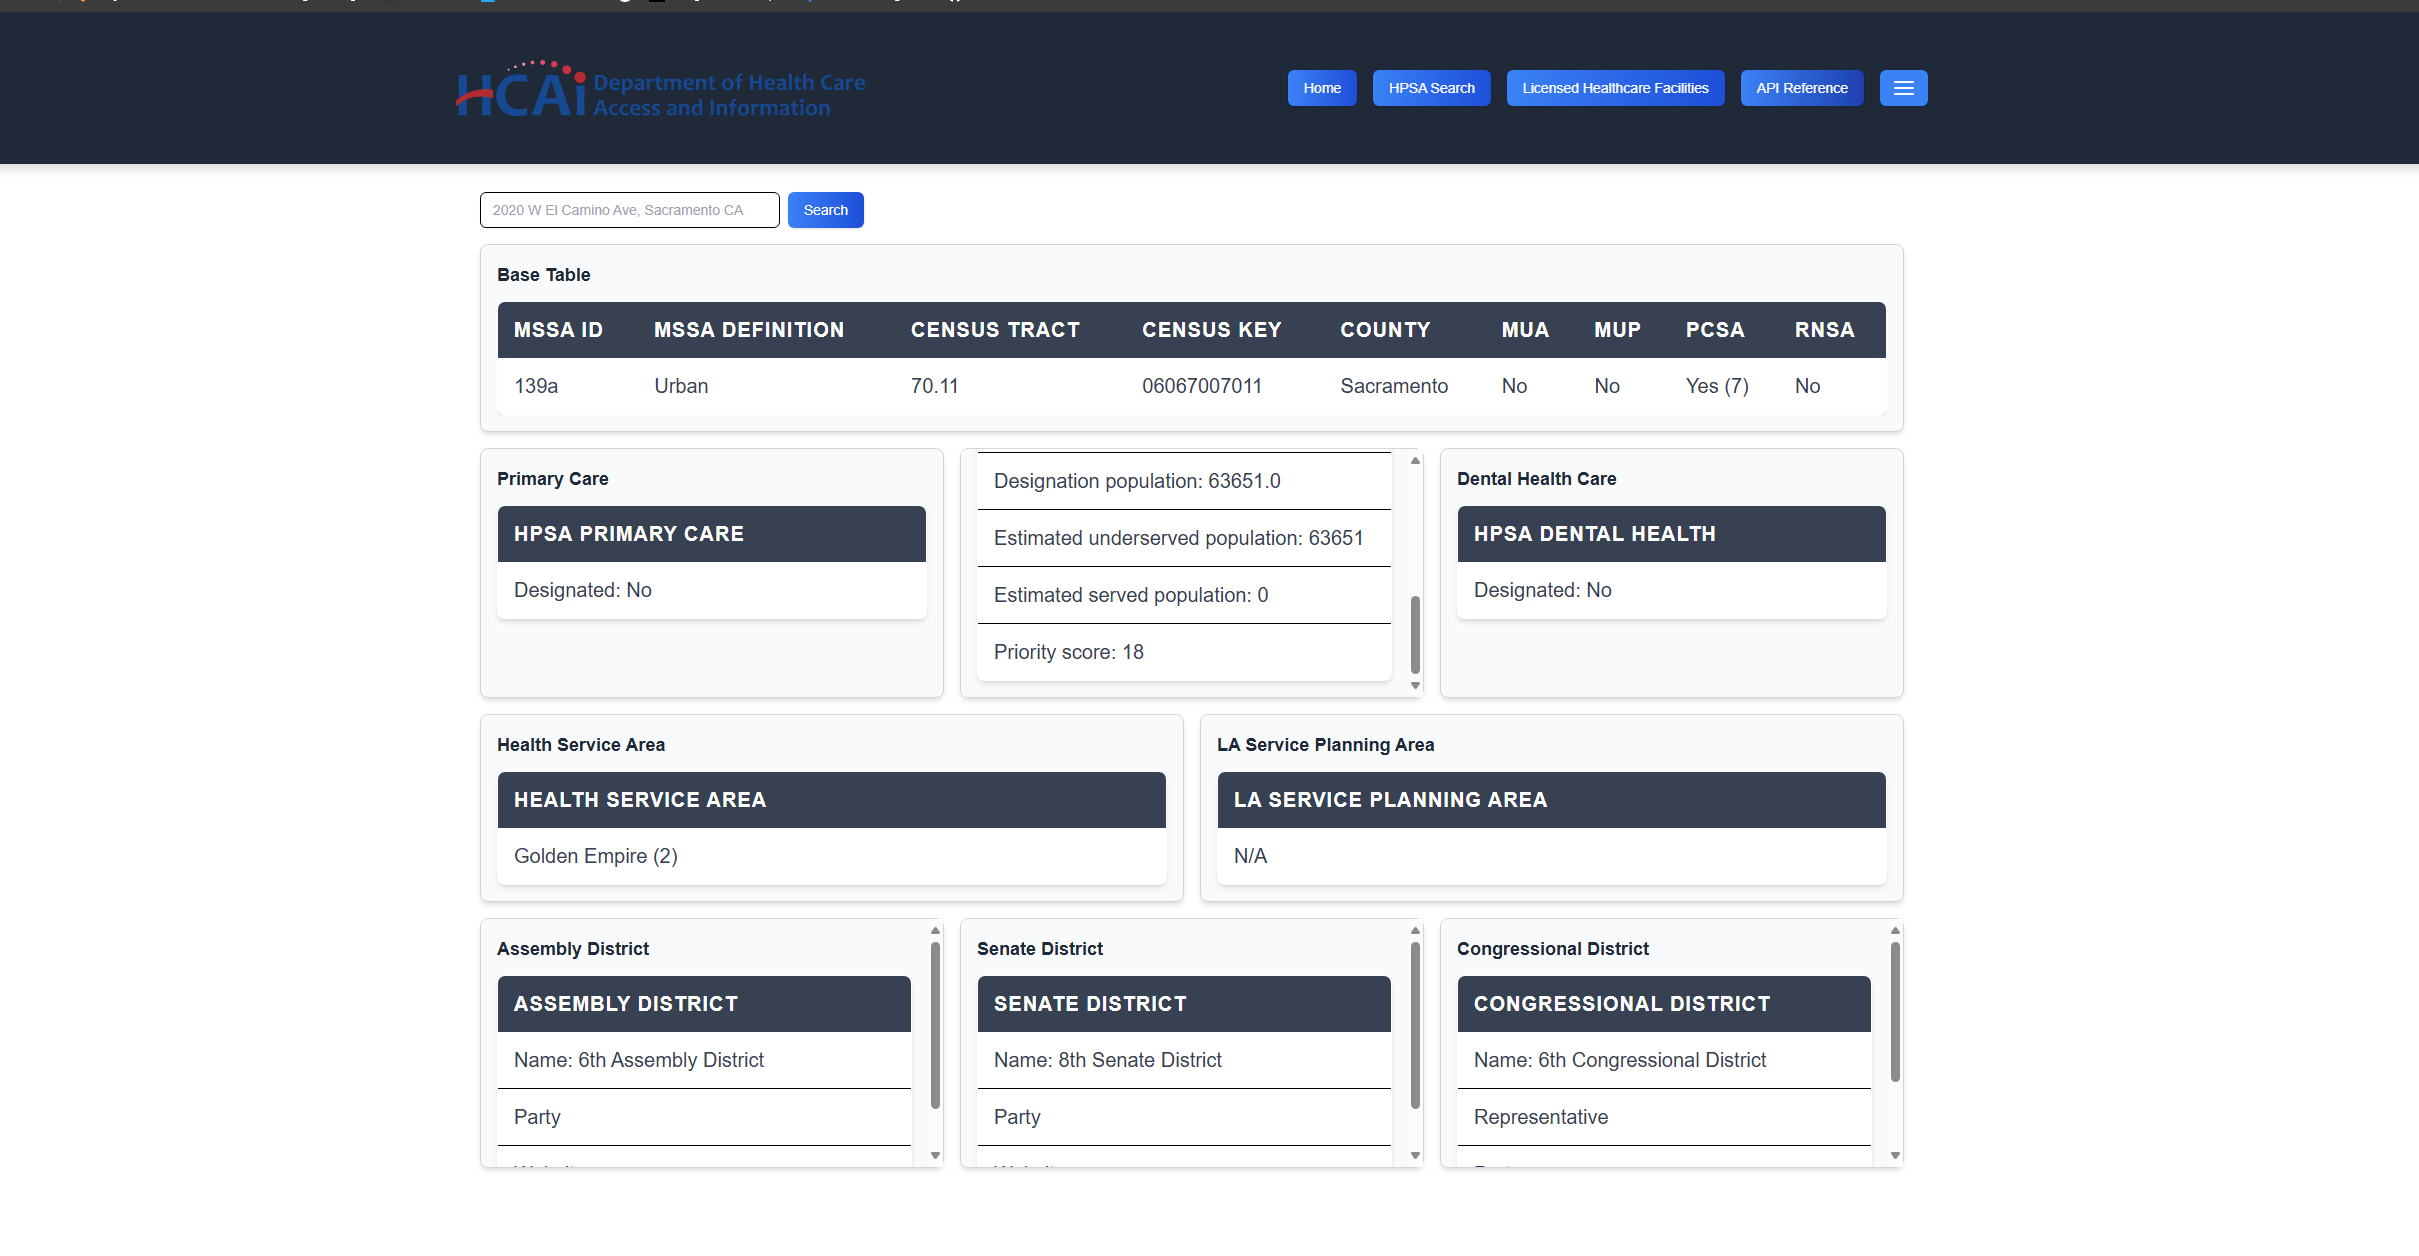 HCAi Department of Health Care
Access and Information
Home
HPSA Search
Licensed Healthcare Facilities
API Reference
2020 W El Camino Ave, Sacramento CA
Search
Base Table
MSSA ID MSSA DEFINITION CENSUS TRACT CENSUS KEY COUNTY MUA MUP PCSA RNSA
139a Urban 70.11 06067007011 Sacramento No No Yes (7) No
Primary Care
HPSA PRIMARY CARE
Designated: No
Designation population: 63651.0
Estimated underserved population: 63651
Estimated served population: 0
Priority score: 18
Dental Health Care
HPSA DENTAL HEALTH
Designated: No
Health Service Area
HEALTH SERVICE AREA
Golden Empire (2)
LA Service Planning Area
LA SERVICE PLANNING AREA
N/A
Assembly District
ASSEMBLY DISTRICT
Name: 6th Assembly District
Party
Senate District
SENATE DISTRICT
Name: 8th Senate District
Party
Congressional District
CONGRESSIONAL DISTRICT
Name: 6th Congressional District
Representative